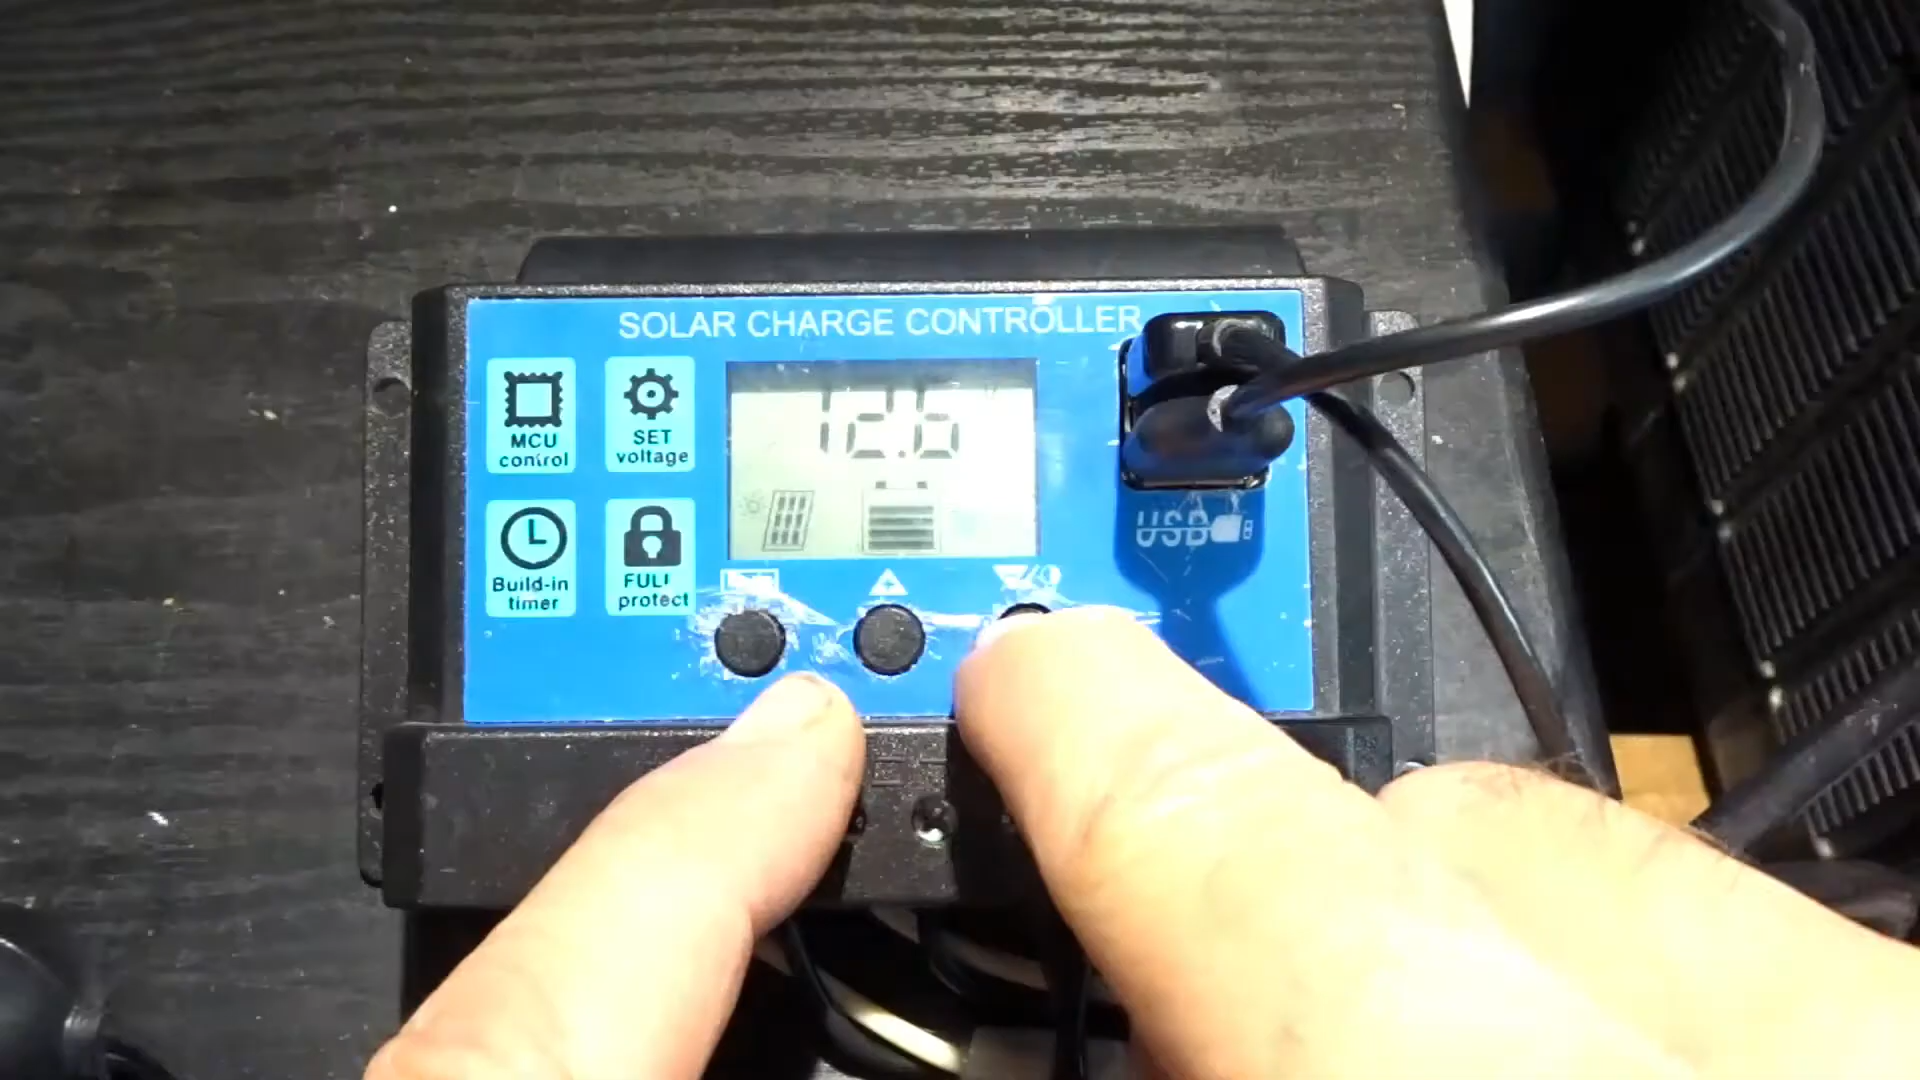 SOLAR CHARGE CONTROLLER
MCU
control
SET
voltage
12.6
Build-in
timer
FULL
protect
USB